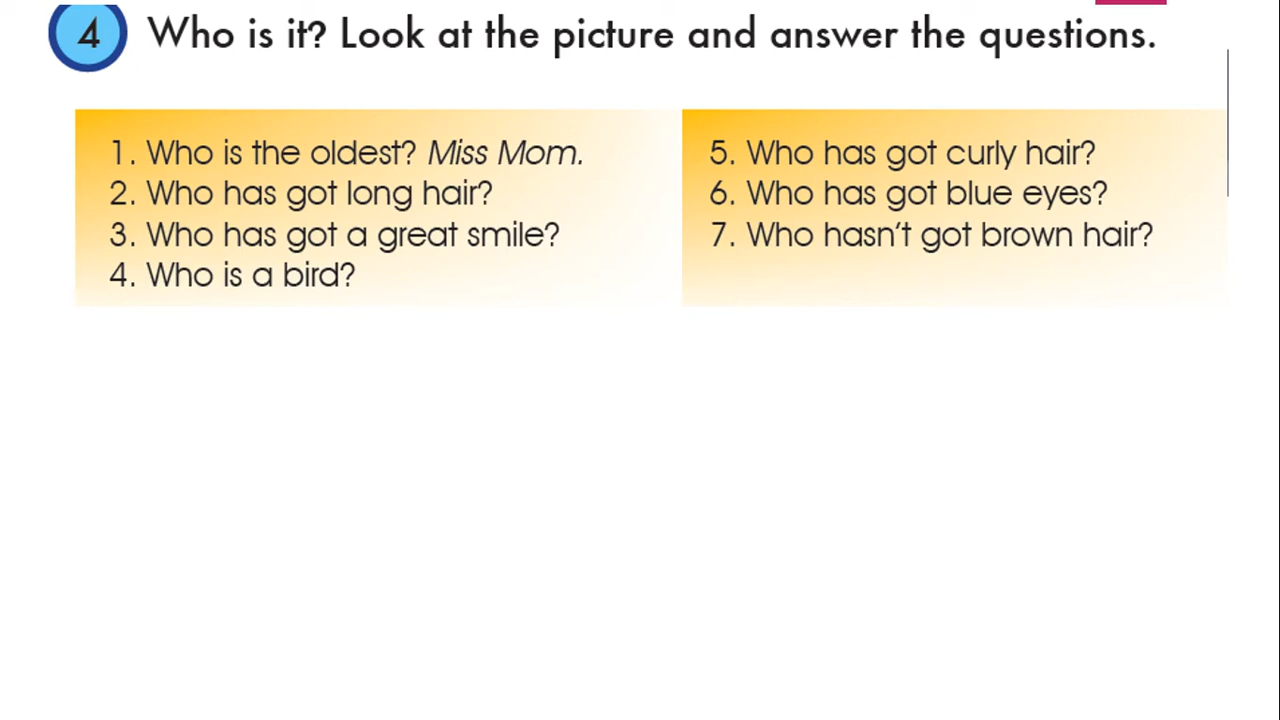 4 Who is it? Look at the picture and answer the questions.
1. Who is the oldest? Miss Mom.
2. Who has got long hair?
3. Who has got a great smile?
4. Who is a bird?
5. Who has got curly hair?
6. Who has got blue eyes?
7. Who hasn't got brown hair?